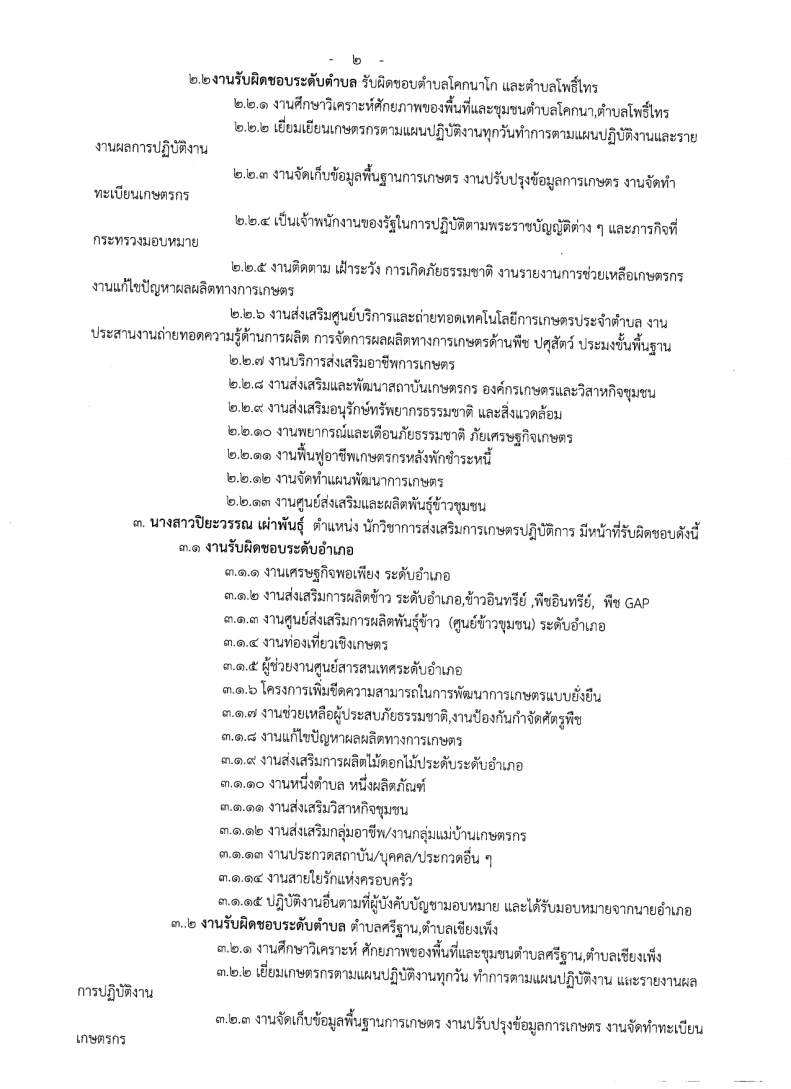 - ๒ -
๒.๒งานรับผิดชอบระดับตำบล รับผิดชอบตำบลโคกนาโก และตำบลโพธิ์ไทร
๒.๒.๑ งานศึกษาวิเคราะห์ศักยภาพของพื้นที่และชุมชนตำบลโคกนา,ตำบลโพธิ์ไทร
๒.๒.๒ เยี่ยมเยียนเกษตรกรตามแผนปฏิบัติงานทุกวันทำการตามแผนปฏิบัติงานและราย
งานผลการปฏิบัติงาน
๒.๒.๓ งานจัดเก็บข้อมูลพื้นฐานการเกษตร งานปรับปรุงข้อมูลการเกษตร งานจัดทำ
ทะเบียนเกษตรกร
๒.๒.๔ เป็นเจ้าพนักงานของรัฐในการปฏิบัติตามพระราชบัญญัติต่าง ๆ และภารกิจที่
กระทรวงมอบหมาย
๒.๒.๕ งานติดตาม เฝ้าระวัง การเกิดภัยธรรมชาติ งานรายงานการช่วยเหลือเกษตรกร
งานแก้ไขปัญหาผลผลิตทางการเกษตร
๒.๒.๖ งานส่งเสริมศูนย์บริการและถ่ายทอดเทคโนโลยีการเกษตรประจำตำบล งาน
ประสานงานถ่ายทอดความรู้ด้านการผลิต การจัดการผลผลิตทางการเกษตรด้านพืช ปศุสัตว์ ประมงขั้นพื้นฐาน
๒.๒.๗ งานบริการส่งเสริมอาชีพการเกษตร
๒.๒.๘ งานส่งเสริมและพัฒนาสถาบันเกษตรกร องค์กรเกษตรและวิสาหกิจชุมชน
๒.๒.๙ งานส่งเสริมอนุรักษ์ทรัพยากรธรรมชาติ และสิ่งแวดล้อม
๒.๒.๑๐ งานพยากรณ์และเตือนภัยธรรมชาติ ภัยเศรษฐกิจเกษตร
๒.๒.๑๑ งานฟื้นฟูอาชีพเกษตรกรหลังพักชำระหนี้
๒.๒.๑๒ งานจัดทำแผนพัฒนาการเกษตร
๒.๒.๑๓ งานศูนย์ส่งเสริมและผลิตพันธุ์ข้าวชุมชน
๓. นางสาวปิยะวรรณ เผ่าพันธุ์ ตำแหน่ง นักวิชาการส่งเสริมการเกษตรปฏิบัติการ มีหน้าที่รับผิดชอบดังนี้
๓.๑ งานรับผิดชอบระดับอำเภอ
๓.๑.๑ งานเศรษฐกิจพอเพียง ระดับอำเภอ
๓.๑.๒ งานส่งเสริมการผลิตข้าว ระดับอำเภอ,ข้าวอินทรีย์ ,พืชอินทรีย์, พืช GAP
๓.๑.๓ งานศูนย์ส่งเสริมการผลิตพันธุ์ข้าว (ศูนย์ข้าวชุมชน) ระดับอำเภอ
๓.๑.๔ งานท่องเที่ยวเชิงเกษตร
๓.๑.๕ ผู้ช่วยงานศูนย์สารสนเทศระดับอำเภอ
๓.๑.๖ โครงการเพิ่มขีดความสามารถในการพัฒนาการเกษตรแบบยั่งยืน
๓.๑.๗ งานช่วยเหลือผู้ประสบภัยธรรมชาติ,งานป้องกันกำจัดศัตรูพืช
๓.๑.๘ งานแก้ไขปัญหาผลผลิตทางการเกษตร
๓.๑.๙ งานส่งเสริมการผลิตไม้ดอกไม้ประดับระดับอำเภอ
๓.๑.๑๐ งานหนึ่งตำบล หนึ่งผลิตภัณฑ์
๓.๑.๑๑ งานส่งเสริมวิสาหกิจชุมชน
๓.๑.๑๒ งานส่งเสริมกลุ่มอาชีพ/งานกลุ่มแม่บ้านเกษตรกร
๓.๑.๑๓ งานประกวดสถาบัน/บุคคล/ประกวดอื่น ๆ
๓.๑.๑๔ งานสายใยรักแห่งครอบครัว
๓.๑.๑๕ ปฏิบัติงานอื่นตามที่ผู้บังคับบัญชามอบหมาย และได้รับมอบหมายจากนายอำเภอ
๓..๒ งานรับผิดชอบระดับตำบล ตำบลศรีฐาน,ตำบลเชียงเพ็ง
๓.๒.๑ งานศึกษาวิเคราะห์ ศักยภาพของพื้นที่และชุมชนตำบลศรีฐาน,ตำบลเชียงเพ็ง
๓.๒.๒ เยี่ยมเกษตรกรตามแผนปฏิบัติงานทุกวัน ทำการตามแผนปฏิบัติงาน และรายงานผล
การปฏิบัติงาน
๓.๒.๓ งานจัดเก็บข้อมูลพื้นฐานการเกษตร งานปรับปรุงข้อมูลการเกษตร งานจัดทำทะเบียน
เกษตรกร